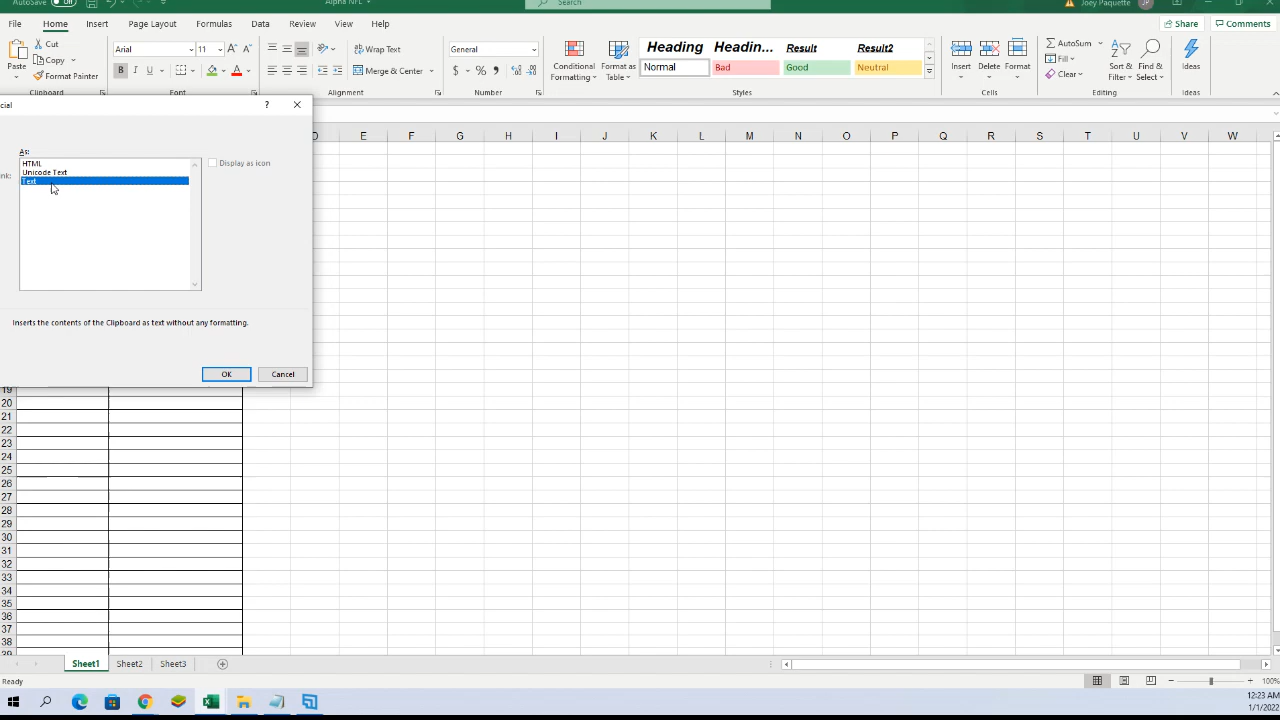 AutoSave Off Alpha NFL Search Joey Paquette JP
File Home Insert Page Layout Formulas Data Review View Help Share Comments
Paste Cut Copy Format Painter Clipboard
Arial 11 B I U A Font
Wrap Text Merge & Center Alignment
General $ % Number
Conditional Formatting Format as Table
Heading Headin... Result Result2
Normal Bad Good Neutral
Styles
Insert Delete Format Cells
AutoSum Fill Clear Sort & Filter Find & Select Editing
Ideas Ideas
cial ? ×
D E F G H I J K L M N O P Q R S T U V W
As:
HTML
Unicode Text
Text
ink:
Display as icon
Inserts the contents of the Clipboard as text without any formatting.
OK Cancel
19
20
21
22
23
24
25
26
27
28
29
30
31
32
33
34
35
36
37
38
39
Sheet1 Sheet2 Sheet3
Ready 100%
12:23 AM
1/1/2022